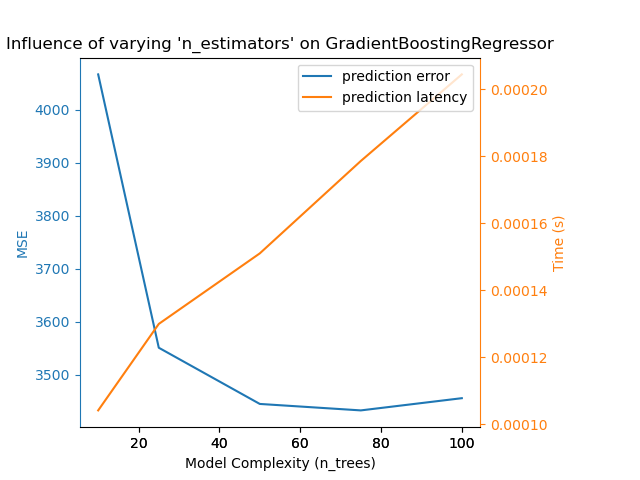 Influence of varying 'n_estimators' on GradientBoostingRegressor
prediction error
prediction latency
4000
3900
3800
3700
3600
3500
MSE
0.00020
0.00018
0.00016
0.00014
0.00012
0.00010
Time (s)
20 40 60 80 100
Model Complexity (n_trees)